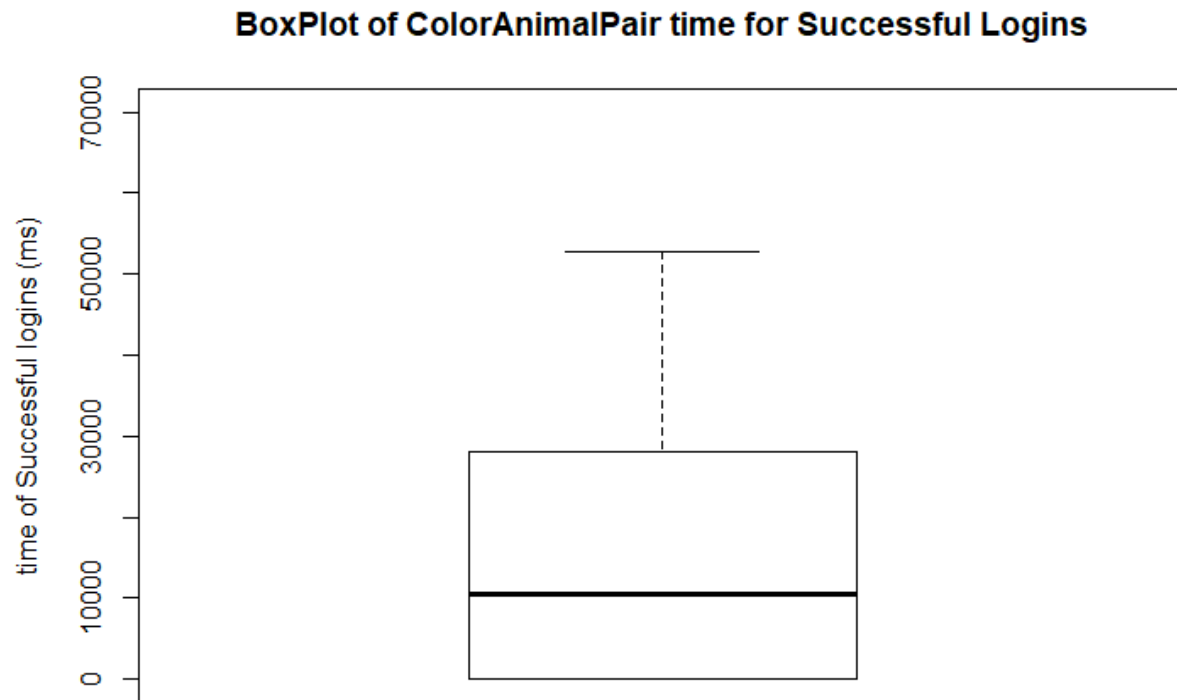 BoxPlot of ColorAnimalPair time for Successful Logins
time of Successful logins (ms)
70000
50000
30000
10000
0